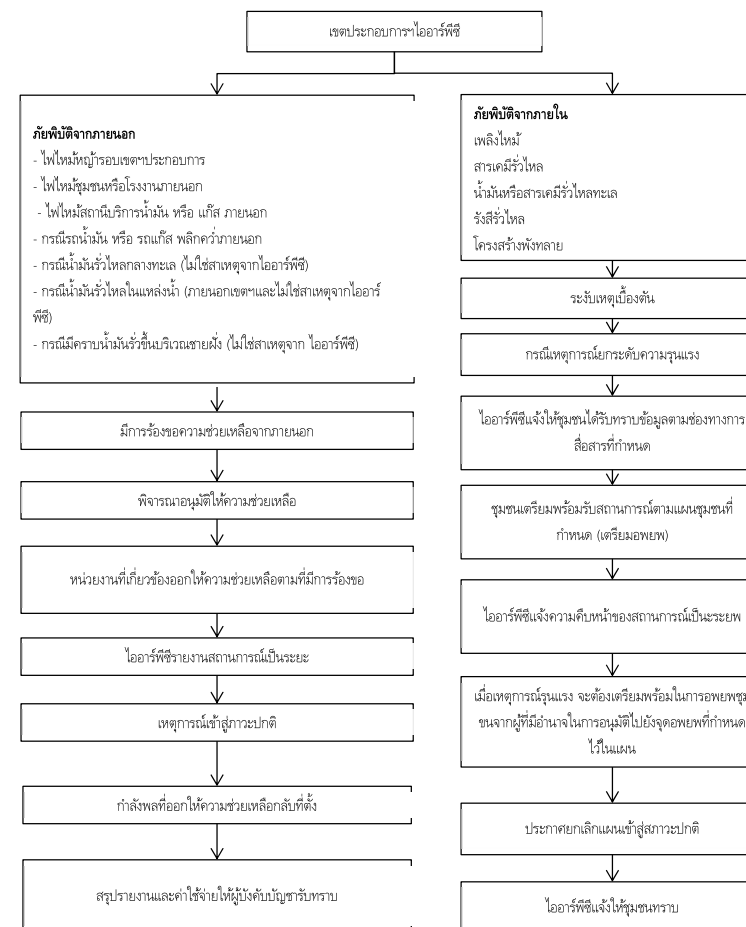 เขตประกอบการฯไออาร์พีซี
ภัยพิบัติจากภายนอก
- ไฟไหม้หญ้ารอบเขตฯประกอบการ
- ไฟไหม้ชุมชนหรือโรงงานภายนอก
- ไฟไหม้สถานีบริการน้ำมัน หรือ แก๊ส ภายนอก
- กรณีรถน้ำมัน หรือ รถแก๊ส พลิกคว่ำภายนอก
- กรณีน้ำมันรั่วไหลกลางทะเล (ไม่ใช่สาเหตุจากไออาร์พีซี)
- กรณีน้ำมันรั่วไหลในแหล่งน้ำ (ภายนอกเขตฯและไม่ใช่สาเหตุจากไออาร์
พีซี)
- กรณีมีคราบน้ำมันรั่วขึ้นบริเวณชายฝั่ง (ไม่ใช่สาเหตุจาก ไออาร์พีซี)
มีการร้องขอความช่วยเหลือจากภายนอก
พิจารณาอนุมัติให้ความช่วยเหลือ
หน่วยงานที่เกี่ยวข้องออกให้ความช่วยเหลือตามที่มีการร้องขอ
ไออาร์พีซีรายงานสถานการณ์เป็นระยะ
เหตุการณ์เข้าสู่ภาวะปกติ
กำลังพลที่ออกให้ความช่วยเหลือกลับที่ตั้ง
สรุปรายงานและค่าใช้จ่ายให้ผู้บังคับบัญชารับทราบ
ภัยพิบัติจากภายใน
เพลิงไหม้
สารเคมีรั่วไหล
น้ำมันหรือสารเคมีรั่วไหลทะเล
รังสีรั่วไหล
โครงสร้างพังทลาย
ระงับเหตุเบื้องต้น
กรณีเหตุการณ์ยกระดับความรุนแรง
ไออาร์พีซีแจ้งให้ชุมชนได้รับทราบข้อมูลตามช่องทางการ
สื่อสารที่กำหนด
ชุมชนเตรียมพร้อมรับสถานการณ์ตามแผนชุมชนที่
กำหนด (เตรียมอพยพ)
ไออาร์พีซีแจ้งความคืบหน้าของสถานการณ์เป็นะระยพ
เมื่อเหตุการณ์รุนแรง จะต้องเตรียมพร้อมในการอพยพชุม
ชนจากผู้ที่มีอำนาจในการอนุมัติไปยังจุดอพยพที่กำหนด
ไว้ในแผน
ประกาศยกเลิกแผนเข้าสู่สภาวะปกติ
ไออาร์พีซีแจ้งให้ชุมชนทราบ